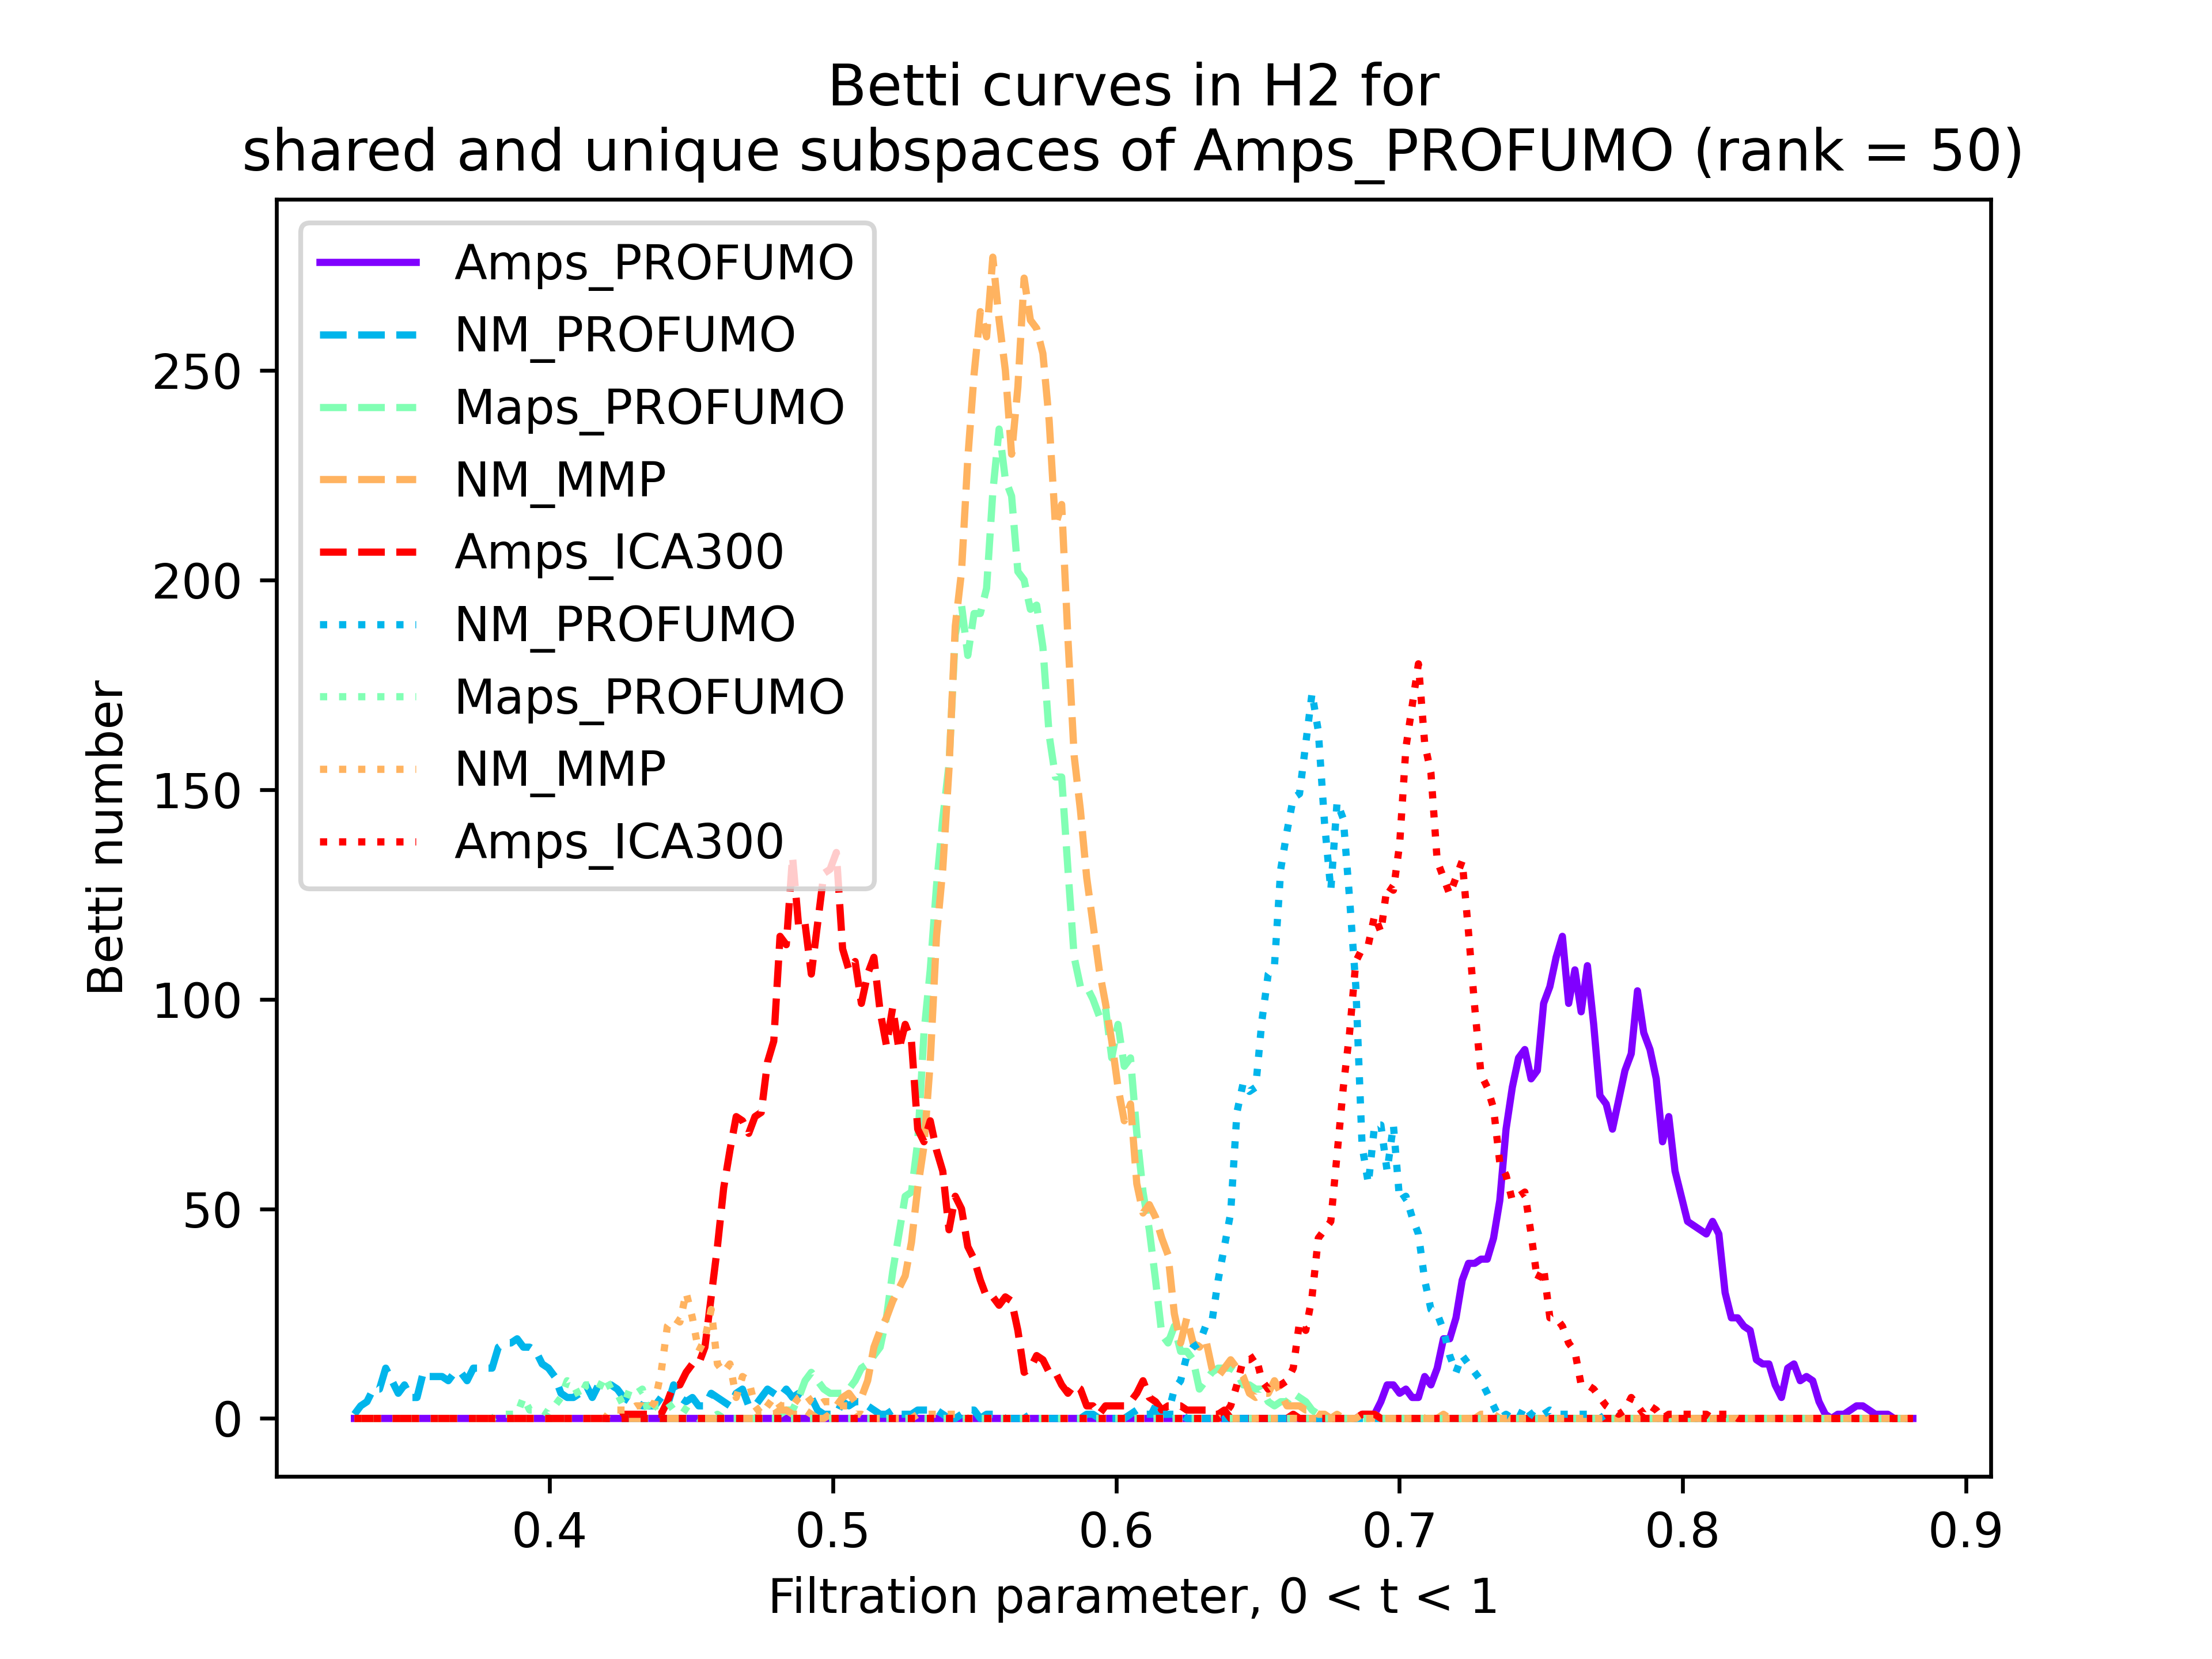 Betti curves in H2 for
shared and unique subspaces of Amps_PROFUMO (rank = 50)
Amps_PROFUMO
NM_PROFUMO
Maps_PROFUMO
NM_MMP
Amps_ICA300
NM_PROFUMO
Maps_PROFUMO
NM_MMP
Amps_ICA300
Betti number
250
200
150
100
50
0
0.4 0.5 0.6 0.7 0.8 0.9
Filtration parameter, 0 < t < 1